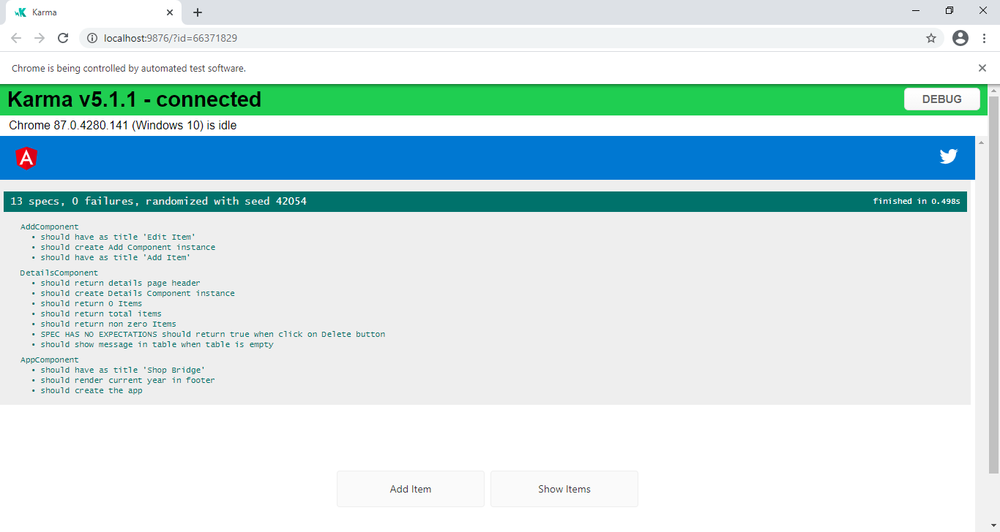 Karma
localhost:9876/?id=66371829
Chrome is being controlled by automated test software.
Karma v5.1.1 - connected
DEBUG
Chrome 87.0.4280.141 (Windows 10) is idle
A
13 specs, 0 failures, randomized with seed 42054
finished in 0.498s
AddComponent
• should have as title 'Edit Item'
• should create Add Component instance
• should have as title 'Add Item'
DetailsComponent
• should return details page header
• should create Details Component instance
• should return 0 Items
• should return total items
• should return non zero Items
• SPEC HAS NO EXPECTATIONS should return true when click on Delete button
• should show message in table when table is empty
AppComponent
• should have as title 'Shop Bridge'
• should render current year in footer
• should create the app
Add Item
Show Items